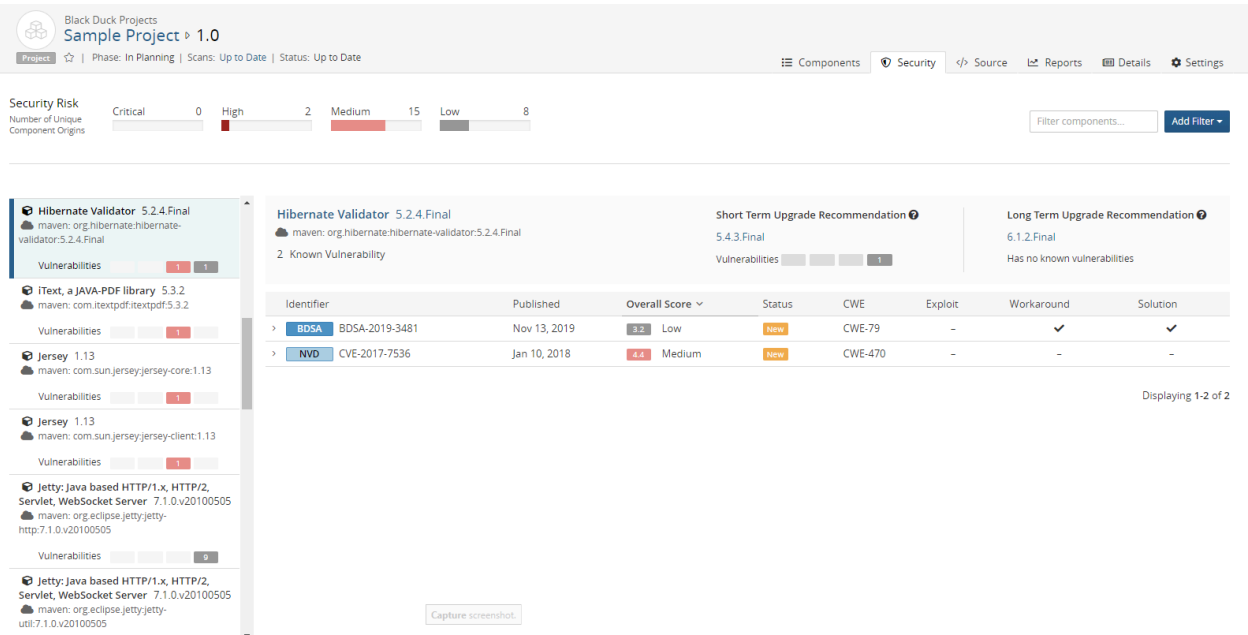 Black Duck Projects
Sample Project 1.0
Project | Phase: In Planning | Scans: Up to Date | Status: Up to Date
Components Security </> Source Reports Details Settings
Security Risk
Number of Unique
Component Origins
Critical 0 High 2 Medium 15 Low 8
Filter components... Add Filter
Hibernate Validator 5.2.4.Final
maven: org.hibernate:hibernate-
validator:5.2.4.Final
Vulnerabilities 1 1
iText, a JAVA-PDF library 5.3.2
maven: com.itextpdf:itextpdf:5.3.2
Vulnerabilities 1
Jersey 1.13
maven: com.sun.jersey:jersey-core:1.13
Vulnerabilities 1
Jersey 1.13
maven: com.sun.jersey:jersey-client:1.13
Vulnerabilities 1
Jetty: Java based HTTP/1.x, HTTP/2,
Servlet, WebSocket Server 7.1.0.v20100505
maven: org.eclipse.jetty:jetty-
http:7.1.0.v20100505
Vulnerabilities 9
Jetty: Java based HTTP/1.x, HTTP/2,
Servlet, WebSocket Server 7.1.0.v20100505
maven: org.eclipse.jetty:jetty-
util:7.1.0.v20100505
Hibernate Validator 5.2.4.Final
maven: org.hibernate:hibernate-validator:5.2.4.Final
2 Known Vulnerability
Short Term Upgrade Recommendation ?
5.4.3.Final
Vulnerabilities 1
Long Term Upgrade Recommendation ?
6.1.2.Final
Has no known vulnerabilities
Identifier Published Overall Score Status CWE Exploit Workaround Solution
BDSA BDSA-2019-3481 Nov 13, 2019 3.2 Low New CWE-79 – ✓ ✓
NVD CVE-2017-7536 Jan 10, 2018 4.4 Medium New CWE-470 – – –
Displaying 1-2 of 2
Capture screenshot.